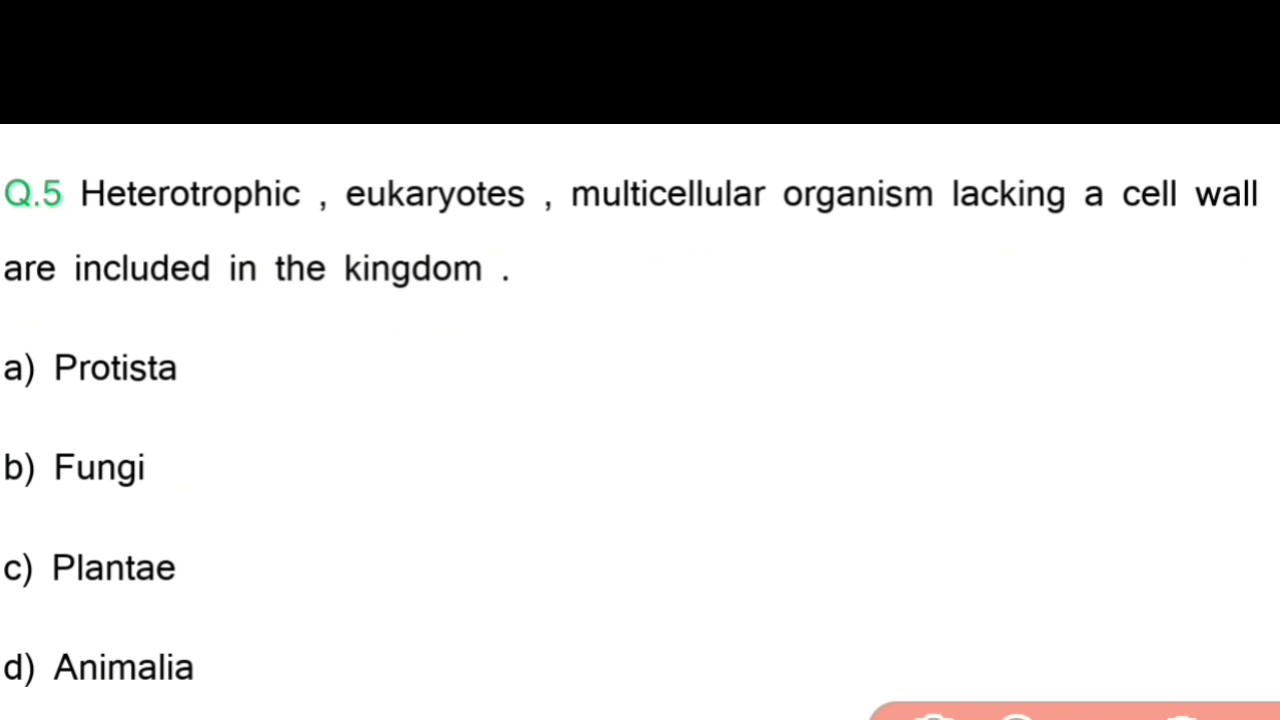 Q.5 Heterotrophic , eukaryotes , multicellular organism lacking a cell wall
are included in the kingdom .
a) Protista
b) Fungi
c) Plantae
d) Animalia